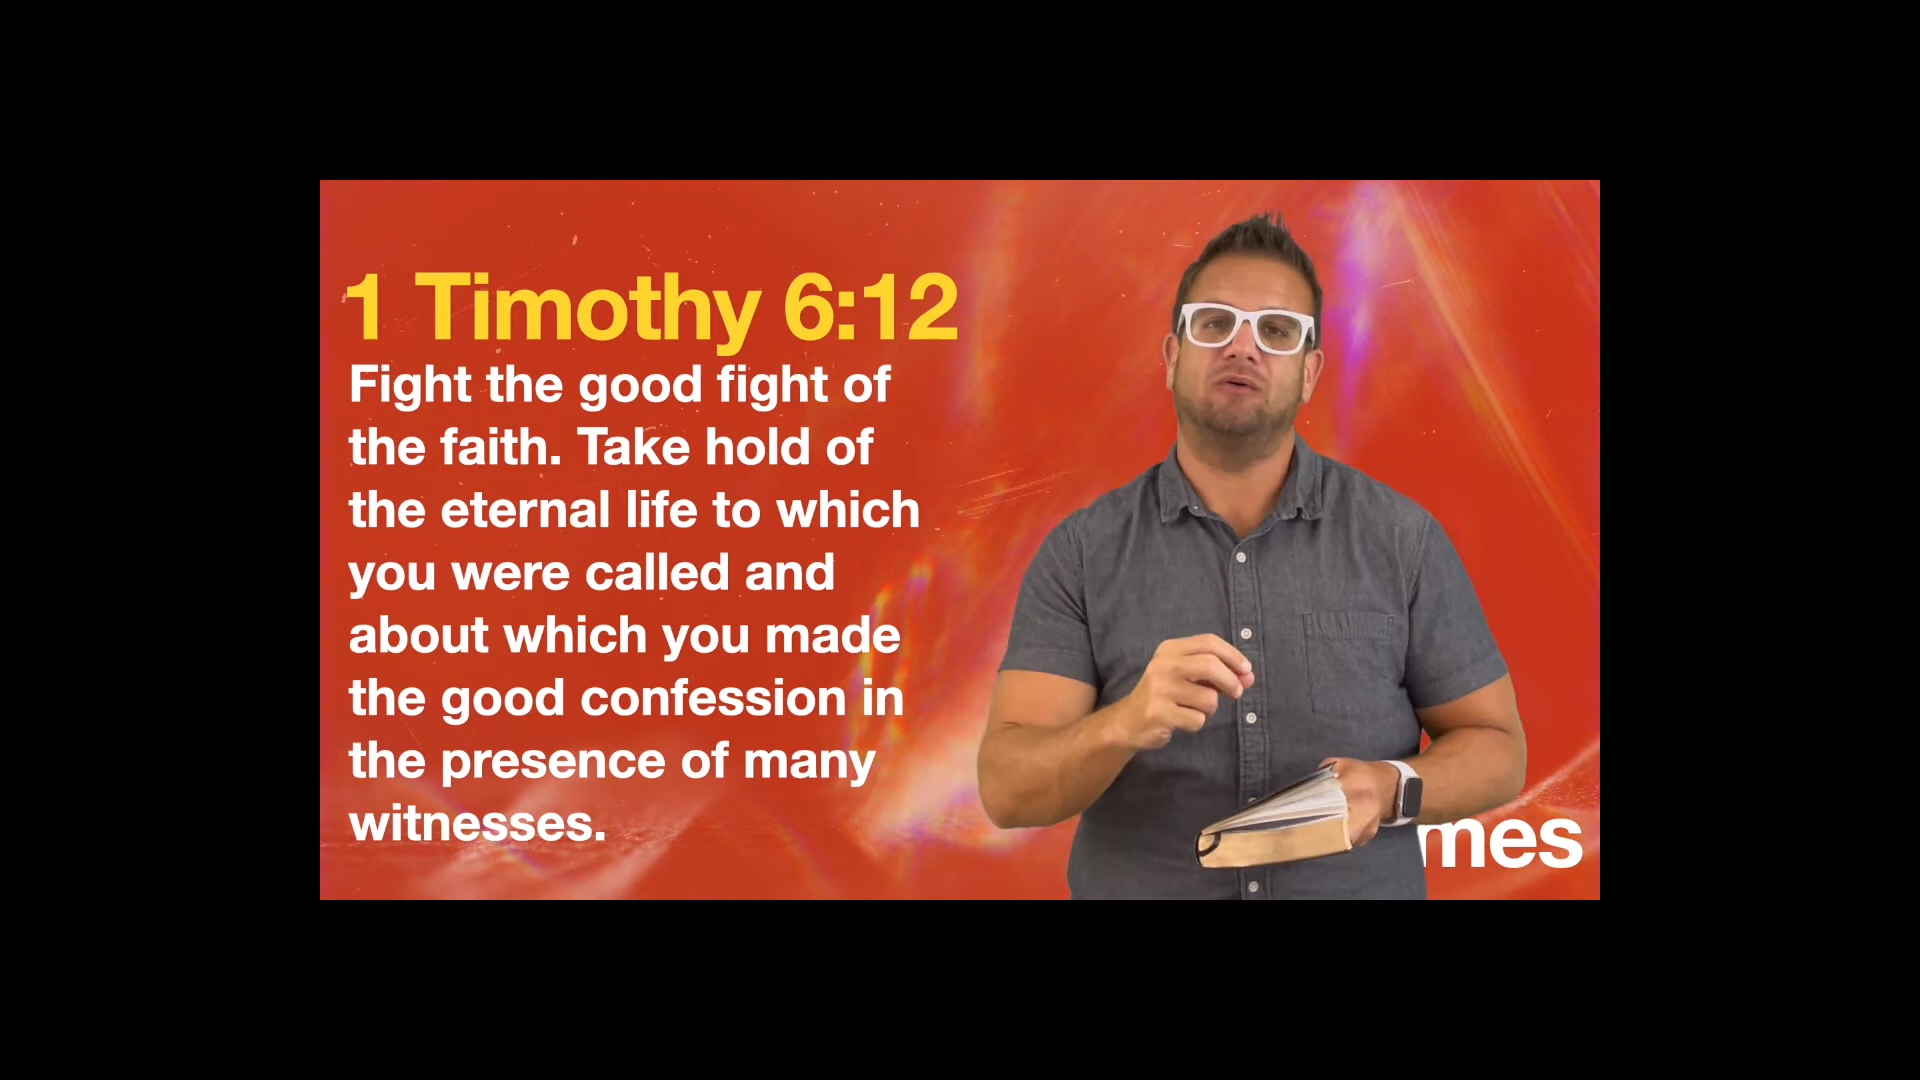 1 Timothy 6:12
Fight the good fight of
the faith. Take hold of
the eternal life to which
you were called and
about which you made
the good confession in
the presence of many
witnesses.
mes